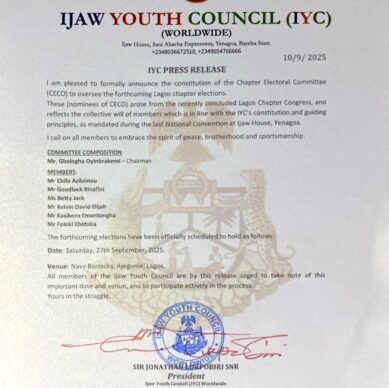 IJAW YOUTH COUNCIL (IYC)
(WORLDWIDE)
Ijaw House, Sani Abacha Expressway, Yenagoa, Bayelsa State.
+2348036672510, +2349054766666
10/9/2025
IYC PRESS RELEASE
I am pleased to formally announce the constitution of the Chapter Electoral Committee
(CECO) to oversee the forthcoming Lagos chapter elections.
These (nominees of CECO) arose from the recently concluded Lagos Chapter Congress, and
reflects the collective will of members which is in line with the IYC's constitution and guiding
principles, as mandated during the last National Convention at Ijaw House, Yenagoa.
I call on all members to embrace the spirit of peace, brotherhood and sportsmanship.
COMMITTEE COMPOSITION
Mr. Gbologha Oyinbrakemi – Chairman
MEMBERS:
Mr Ebifa Azibimou
Mr Goodluck Binafini
Ms Betty Jack
Mr Kelvin David Elijah
Mr Kasikoro Emontongha
Mr Foloki Ebiduba
The forthcoming elections have been officially scheduled to hold as follows:
Date: Saturday, 27th September, 2025.
Venue: Navy Barracks, Ajegunle, Lagos.
All members of the Ijaw Youth Council are by this release urged to take note of this
important date and venue, and to participate actively in the process.
Yours in the struggle,
IJAW YOUTH COUNCIL
WORLDWIDE
SIR JONATHAN LOKPOBIRI SNR
President
Ijaw Youth Council (IYC) Worldwide